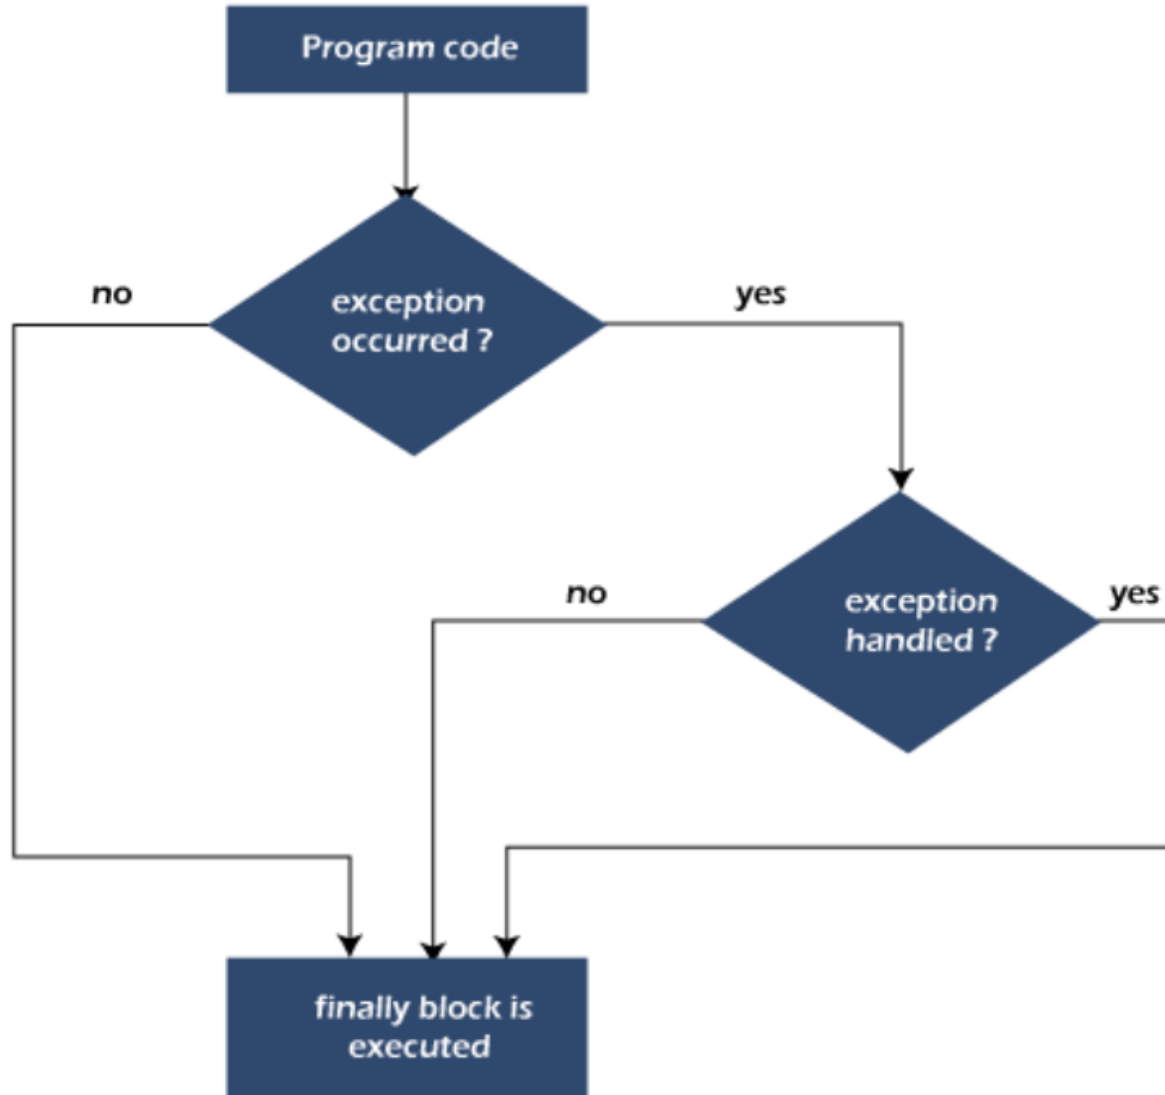 Program code
no
exception
occurred ?
yes
no
exception
handled ?
yes
finally block is
executed